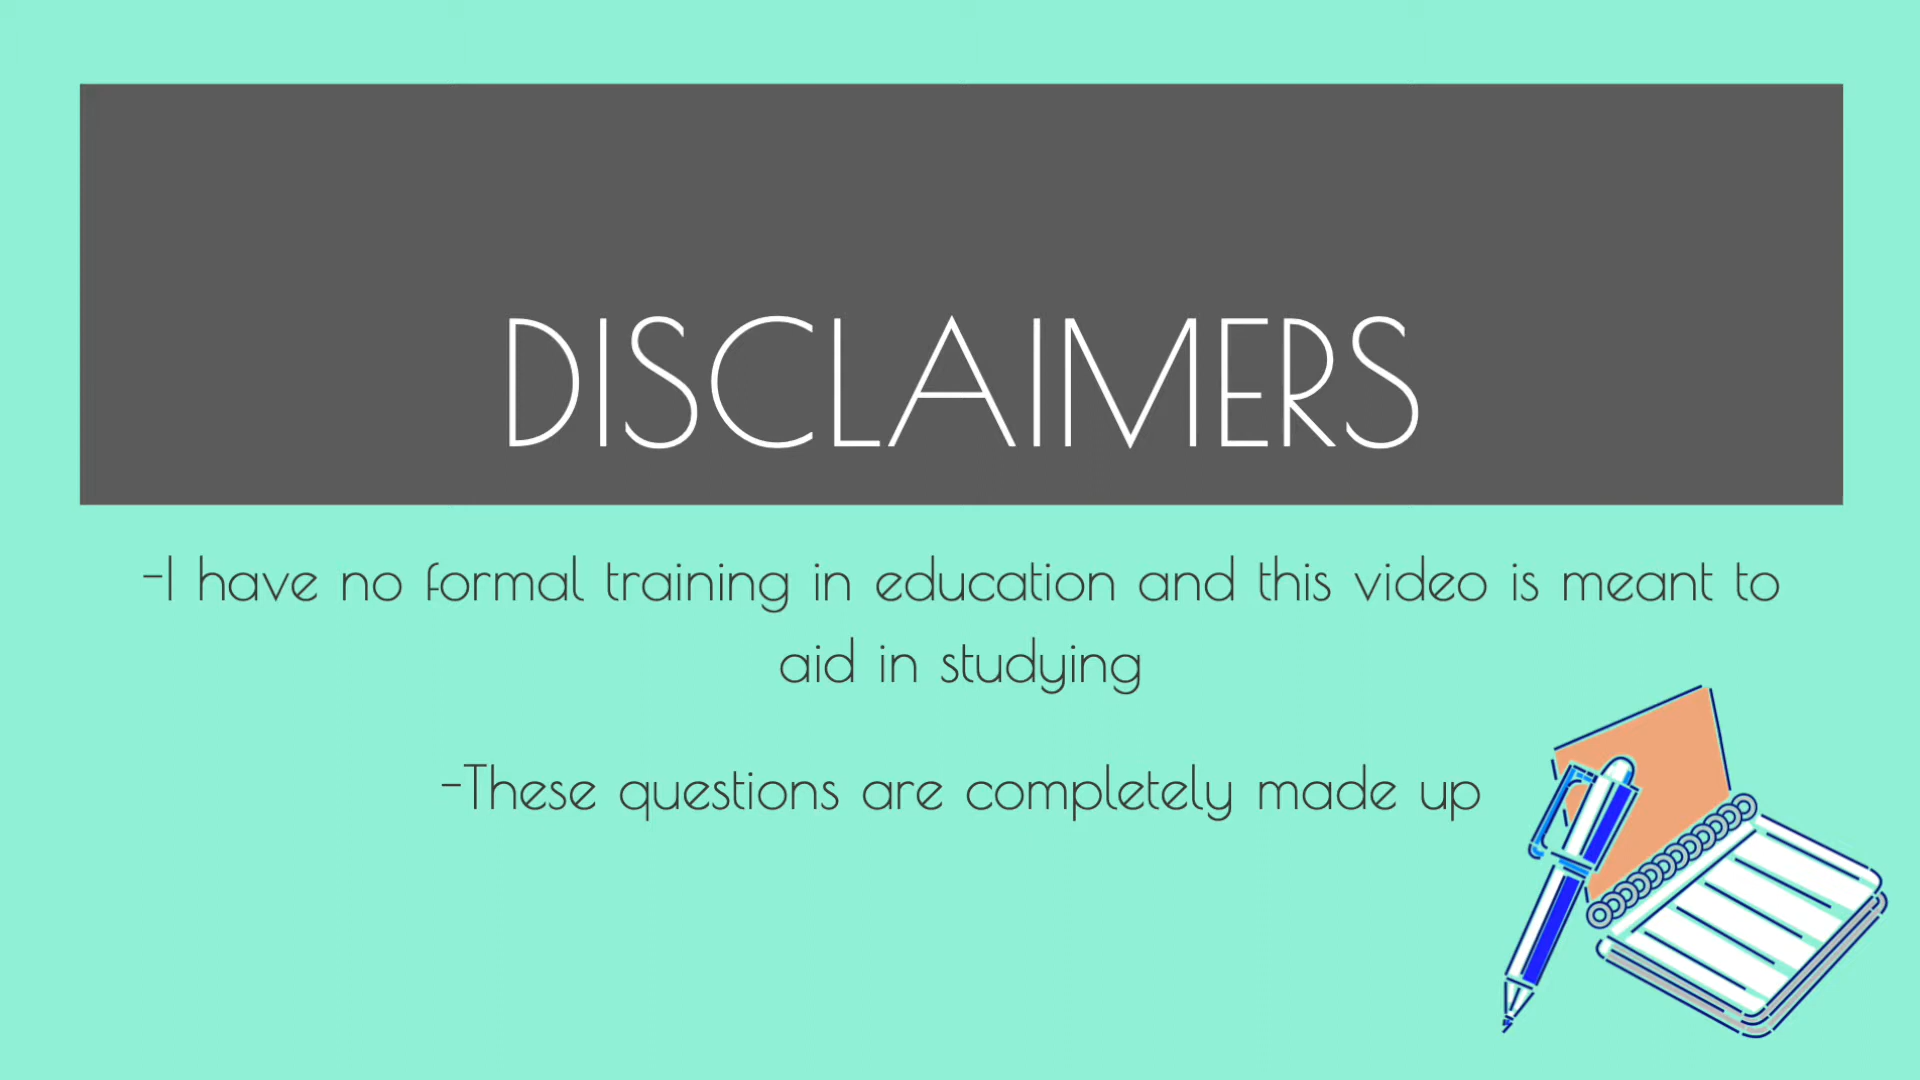 DISCLAIMERS
-I have no formal training in education and this video is meant to
aid in studying
-These questions are completely made up